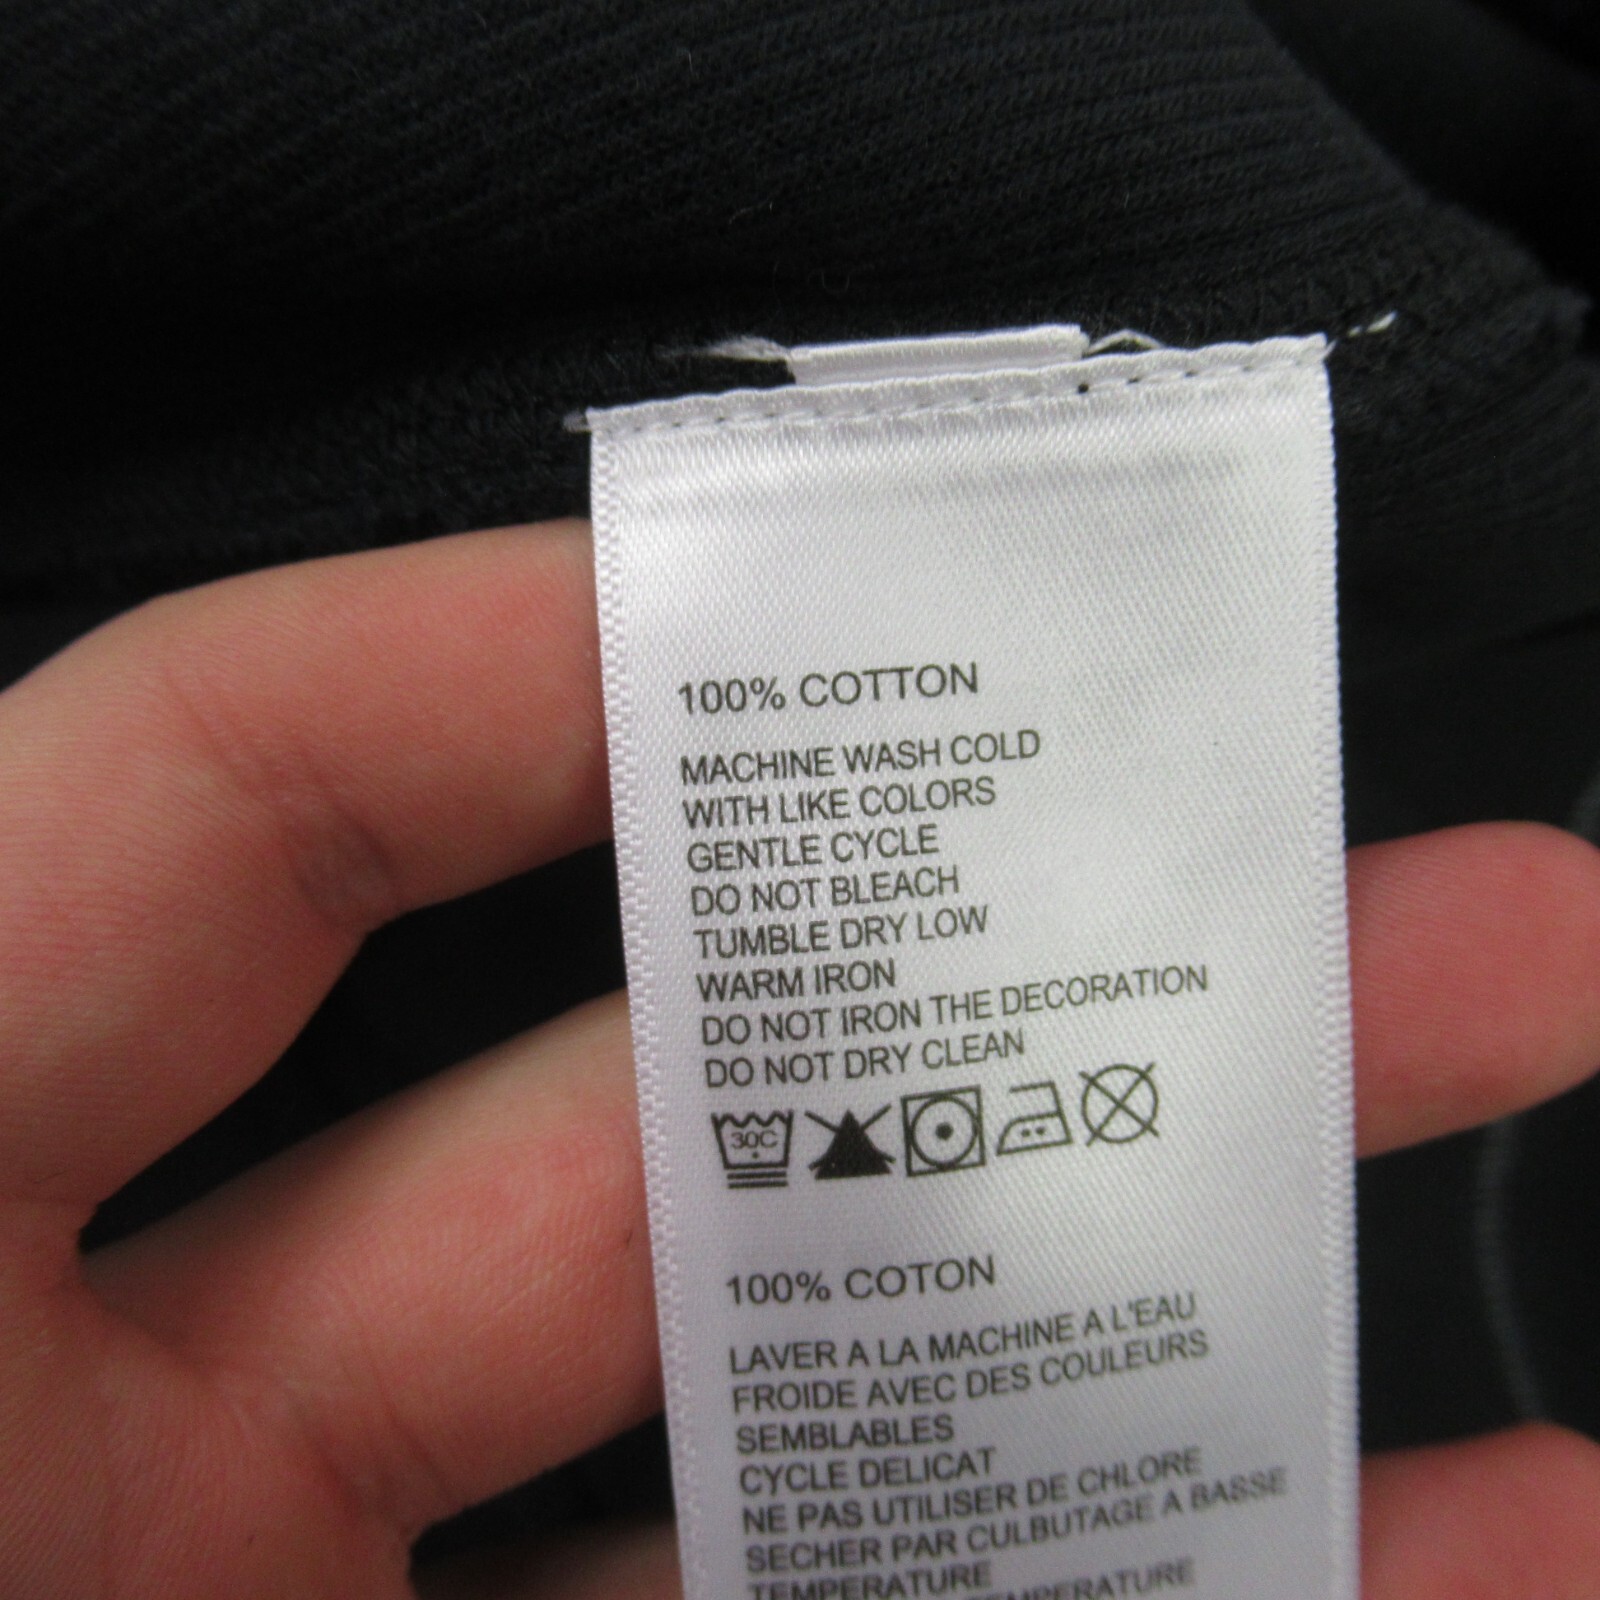 100% COTTON
MACHINE WASH COLD
WITH LIKE COLORS
GENTLE CYCLE
DO NOT BLEACH
TUMBLE DRY LOW
WARM IRON
DO NOT IRON THE DECORATION
DO NOT DRY CLEAN
30C
100% COTON
LAVER A LA MACHINE A L'EAU
FROIDE AVEC DES COULEURS
SEMBLABLES
CYCLE DELICAT
NE PAS UTILISER DE CHLORE
SECHER PAR CULBUTAGE A BASSE
TEMPERATURE
TEMPERATURE